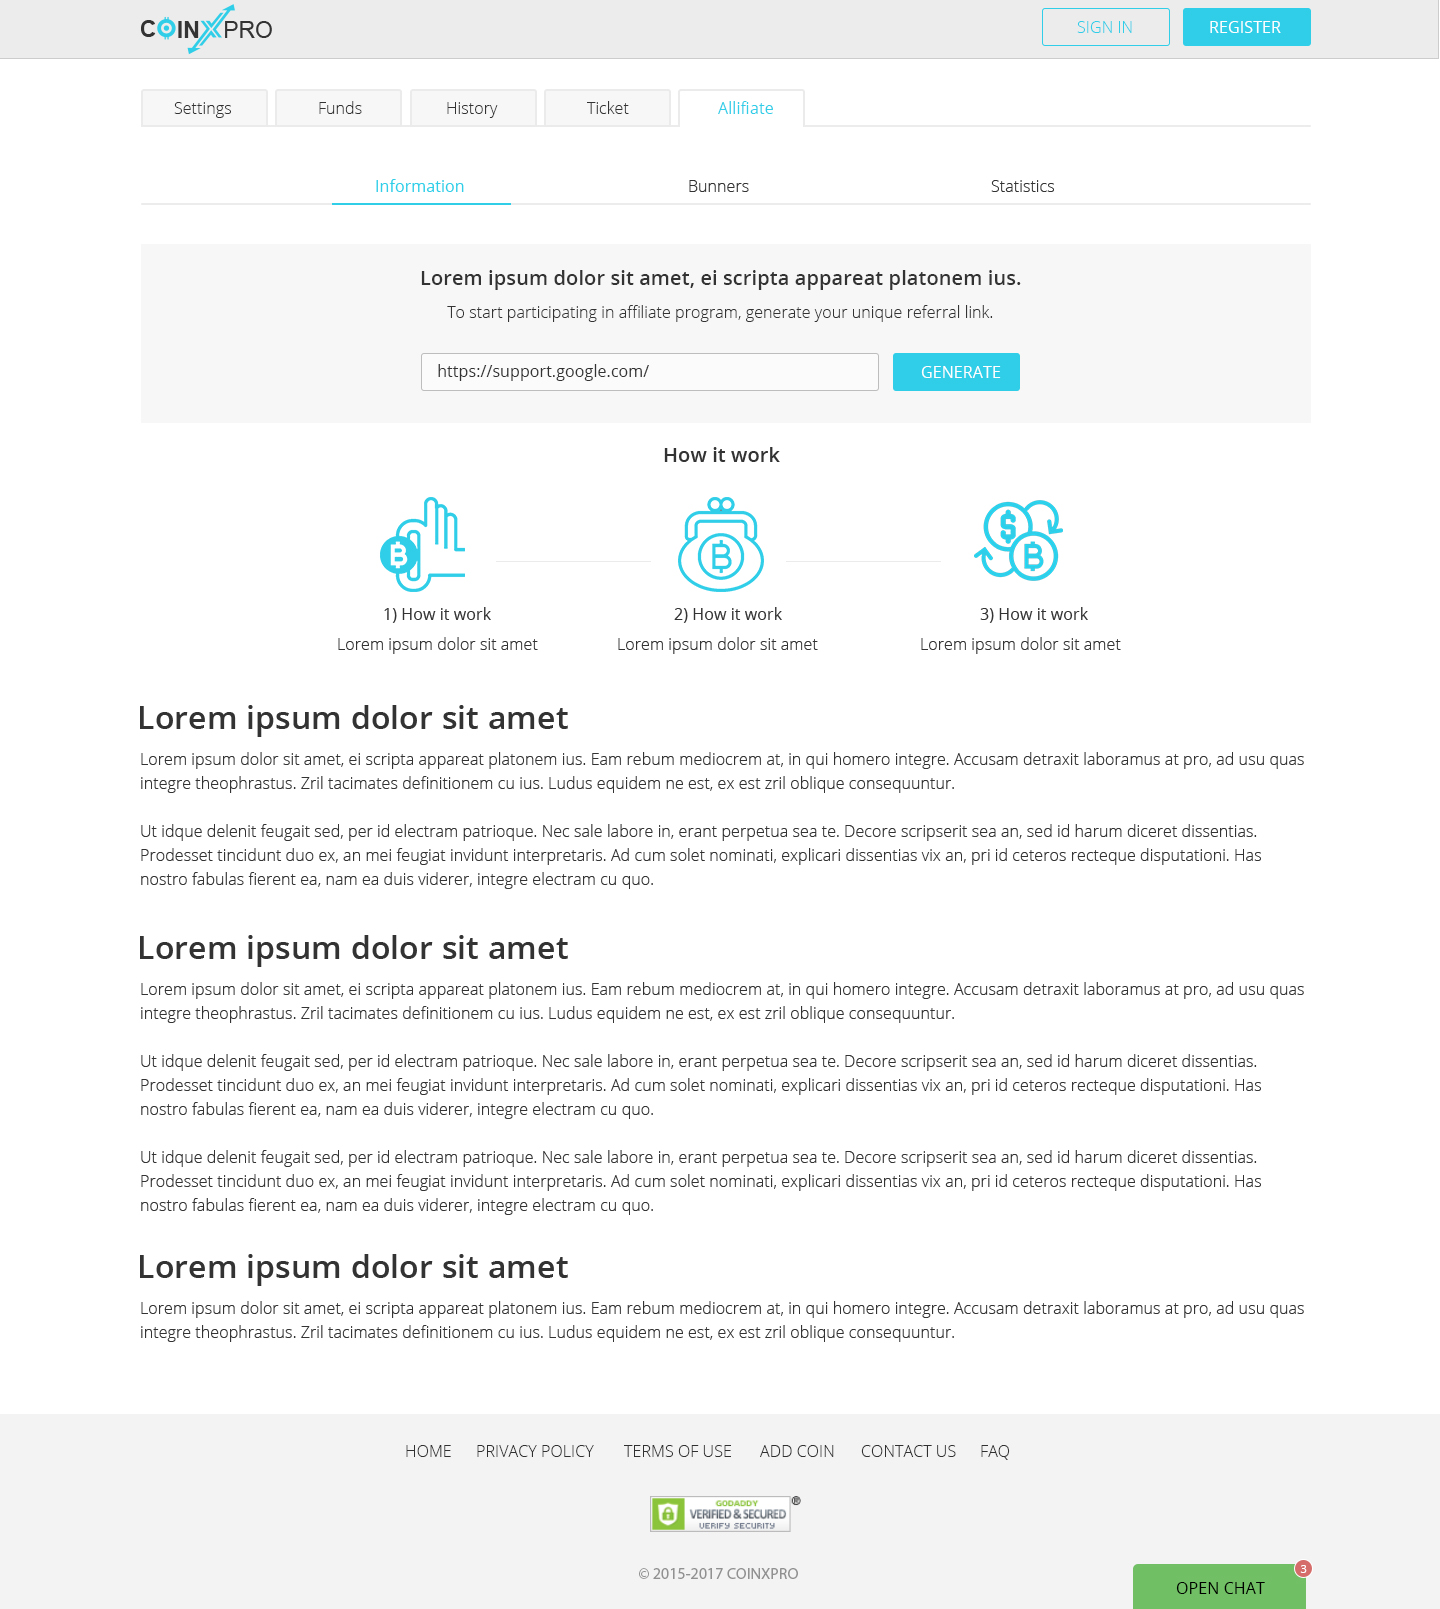 COINXPRO
SIGN IN
REGISTER
Settings
Funds
History
Ticket
Allifiate
Information
Bunners
Statistics
Lorem ipsum dolor sit amet, ei scripta appareat platonem ius.
To start participating in affiliate program, generate your unique referral link.
https://support.google.com/
GENERATE
How it work
1) How it work
Lorem ipsum dolor sit amet
2) How it work
Lorem ipsum dolor sit amet
3) How it work
Lorem ipsum dolor sit amet
Lorem ipsum dolor sit amet
Lorem ipsum dolor sit amet, ei scripta appareat platonem ius. Eam rebum mediocrem at, in qui homero integre. Accusam detraxit laboramus at pro, ad usu quas
integre theophrastus. Zril tacimates definitionem cu ius. Ludus equidem ne est, ex est zril oblique consequuntur.
Ut idque delenit feugait sed, per id electram patrioque. Nec sale labore in, erant perpetua sea te. Decore scripserit sea an, sed id harum diceret dissentias.
Prodesset tincidunt duo ex, an mei feugiat invidunt interpretaris. Ad cum solet nominati, explicari dissentias vix an, pri id ceteros recteque disputationi. Has
nostro fabulas fierent ea, nam ea duis viderer, integre electram cu quo.
Lorem ipsum dolor sit amet
Lorem ipsum dolor sit amet, ei scripta appareat platonem ius. Eam rebum mediocrem at, in qui homero integre. Accusam detraxit laboramus at pro, ad usu quas
integre theophrastus. Zril tacimates definitionem cu ius. Ludus equidem ne est, ex est zril oblique consequuntur.
Ut idque delenit feugait sed, per id electram patrioque. Nec sale labore in, erant perpetua sea te. Decore scripserit sea an, sed id harum diceret dissentias.
Prodesset tincidunt duo ex, an mei feugiat invidunt interpretaris. Ad cum solet nominati, explicari dissentias vix an, pri id ceteros recteque disputationi. Has
nostro fabulas fierent ea, nam ea duis viderer, integre electram cu quo.
Ut idque delenit feugait sed, per id electram patrioque. Nec sale labore in, erant perpetua sea te. Decore scripserit sea an, sed id harum diceret dissentias.
Prodesset tincidunt duo ex, an mei feugiat invidunt interpretaris. Ad cum solet nominati, explicari dissentias vix an, pri id ceteros recteque disputationi. Has
nostro fabulas fierent ea, nam ea duis viderer, integre electram cu quo.
Lorem ipsum dolor sit amet
Lorem ipsum dolor sit amet, ei scripta appareat platonem ius. Eam rebum mediocrem at, in qui homero integre. Accusam detraxit laboramus at pro, ad usu quas
integre theophrastus. Zril tacimates definitionem cu ius. Ludus equidem ne est, ex est zril oblique consequuntur.
HOME
PRIVACY POLICY
TERMS OF USE
ADD COIN
CONTACT US
FAQ
GODADDY
VERIFIED & SECURED ®
VERIFY SECURITY
© 2015-2017 COINXPRO
3
OPEN CHAT